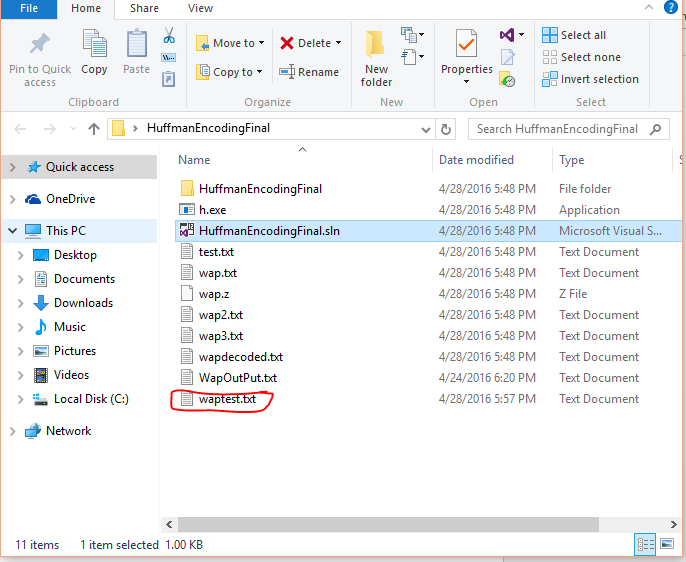 File Home Share View
Pin to Quick access
Copy
Paste
Clipboard
Move to
Copy to
Delete
Rename
Organize
New folder
New
Properties
Open
Select all
Select none
Invert selection
Select
HuffmanEncodingFinal
Search HuffmanEncodingFinal
Quick access
OneDrive
This PC
Desktop
Documents
Downloads
Music
Pictures
Videos
Local Disk (C:)
Network
Name Date modified Type
HuffmanEncodingFinal 4/28/2016 5:48 PM File folder
h.exe 4/28/2016 5:48 PM Application
HuffmanEncodingFinal.sln 4/28/2016 5:48 PM Microsoft Visual S...
test.txt 4/28/2016 5:48 PM Text Document
wap.txt 4/28/2016 5:48 PM Text Document
wap.z 4/28/2016 5:48 PM Z File
wap2.txt 4/28/2016 5:48 PM Text Document
wap3.txt 4/28/2016 5:48 PM Text Document
wapdecoded.txt 4/28/2016 5:48 PM Text Document
WapOutPut.txt 4/24/2016 6:20 PM Text Document
waptest.txt 4/28/2016 5:57 PM Text Document
11 items 1 item selected 1.00 KB